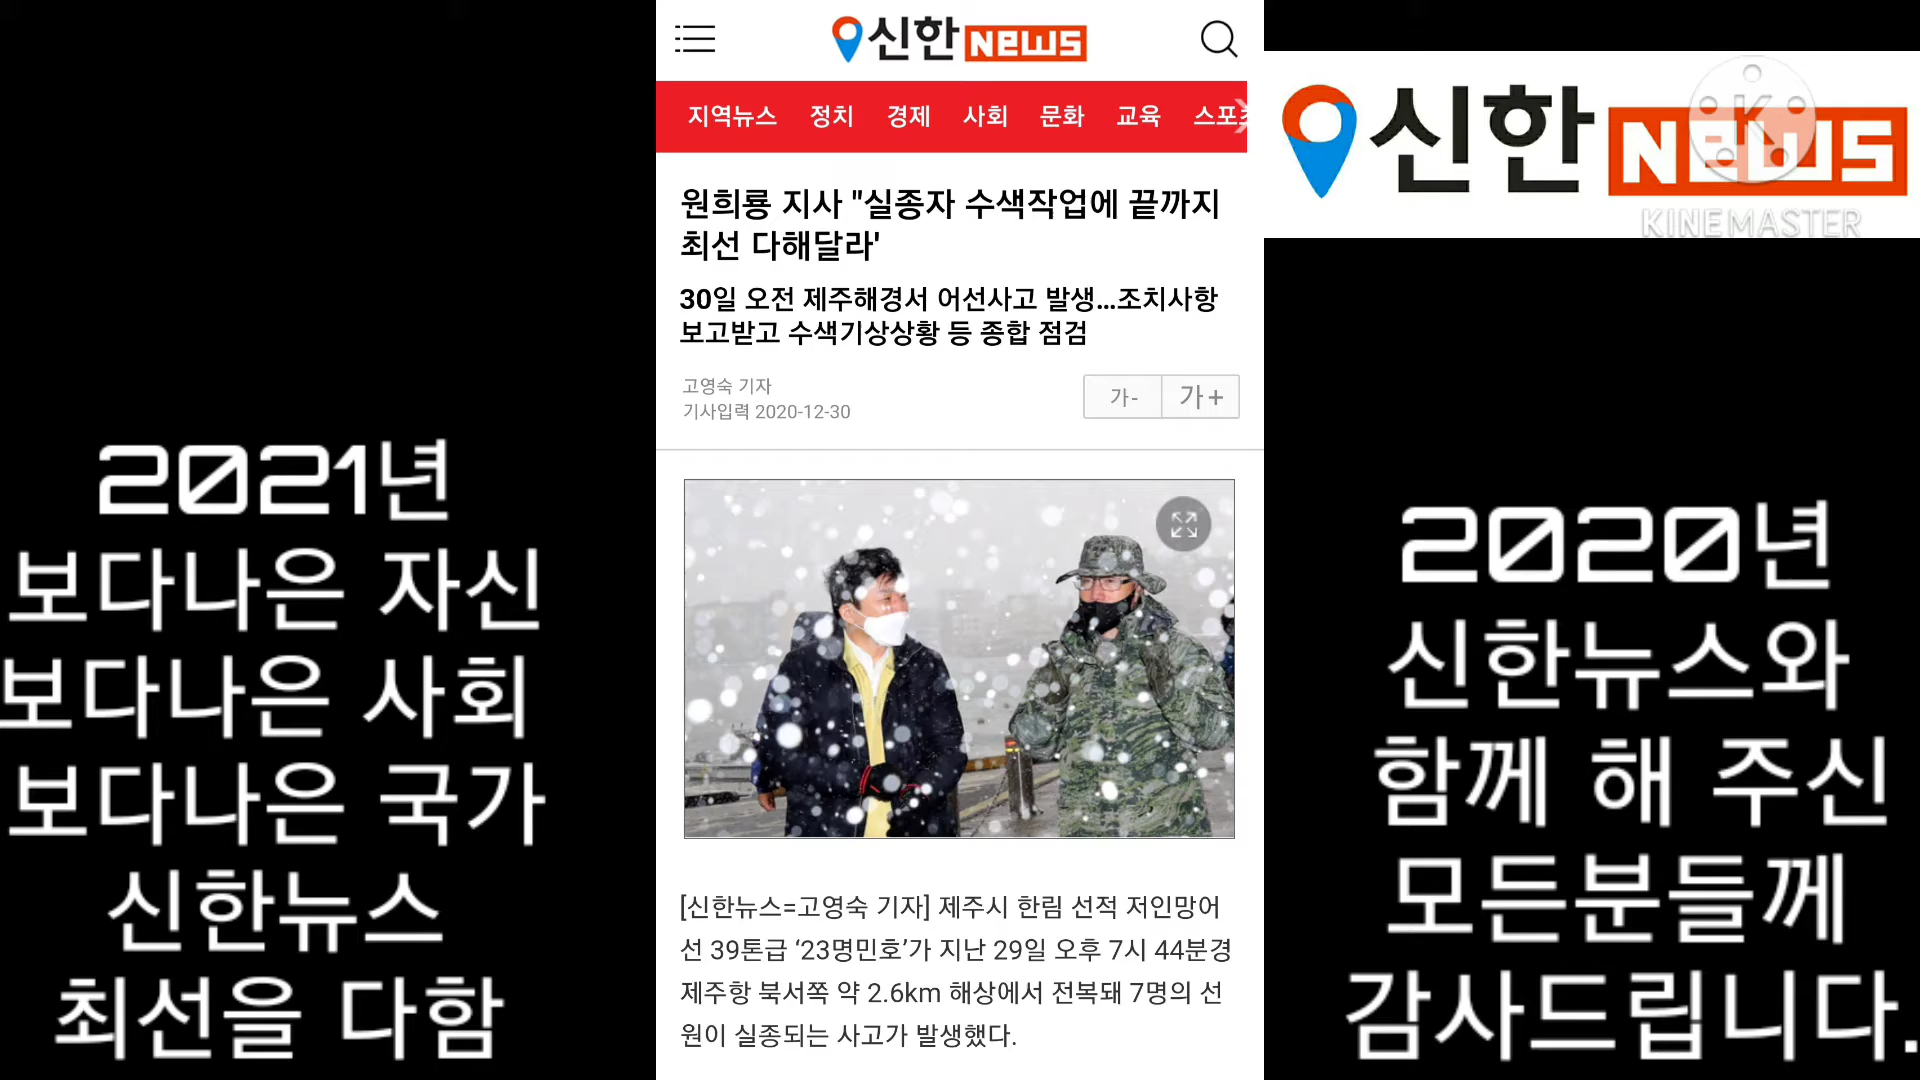 2021년
보다나은 자신
보다나은 사회
보다나은 국가
신한뉴스
최선을 다함
신한NEWS
지역뉴스 정치 경제 사회 문화 교육
원희룡 지사 "실종자 수색작업에 끝까지
최선 다해달라'
30일 오전 제주해경서 어선사고 발생...조치사항
보고받고 수색기상상황 등 종합 점검
고영숙 기자
기사입력 2020-12-30
가- 가+
[신한뉴스=고영숙 기자] 제주시 한림 선적 저인망어
선 39톤급 ‘23명민호’가 지난 29일 오후 7시 44분경
제주항 북서쪽 약 2.6km 해상에서 전복돼 7명의 선
원이 실종되는 사고가 발생했다.
신한NEWS
K
KINEMASTER
2020년
신한뉴스와
함께 해 주신
모든분들께
감사드립니다.